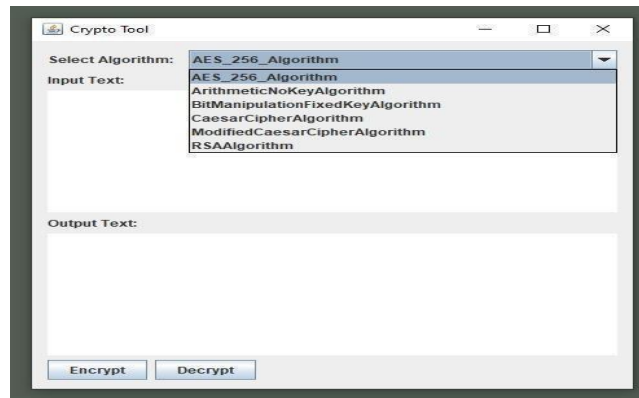 Crypto Tool
Select Algorithm: AES_256_Algorithm
AES_256_Algorithm
Input Text:
ArithmeticNoKeyAlgorithm
BitManipulationFixedKeyAlgorithm
CaesarCipherAlgorithm
ModifiedCaesarCipherAlgorithm
RSAAlgorithm
Output Text:
Encrypt Decrypt